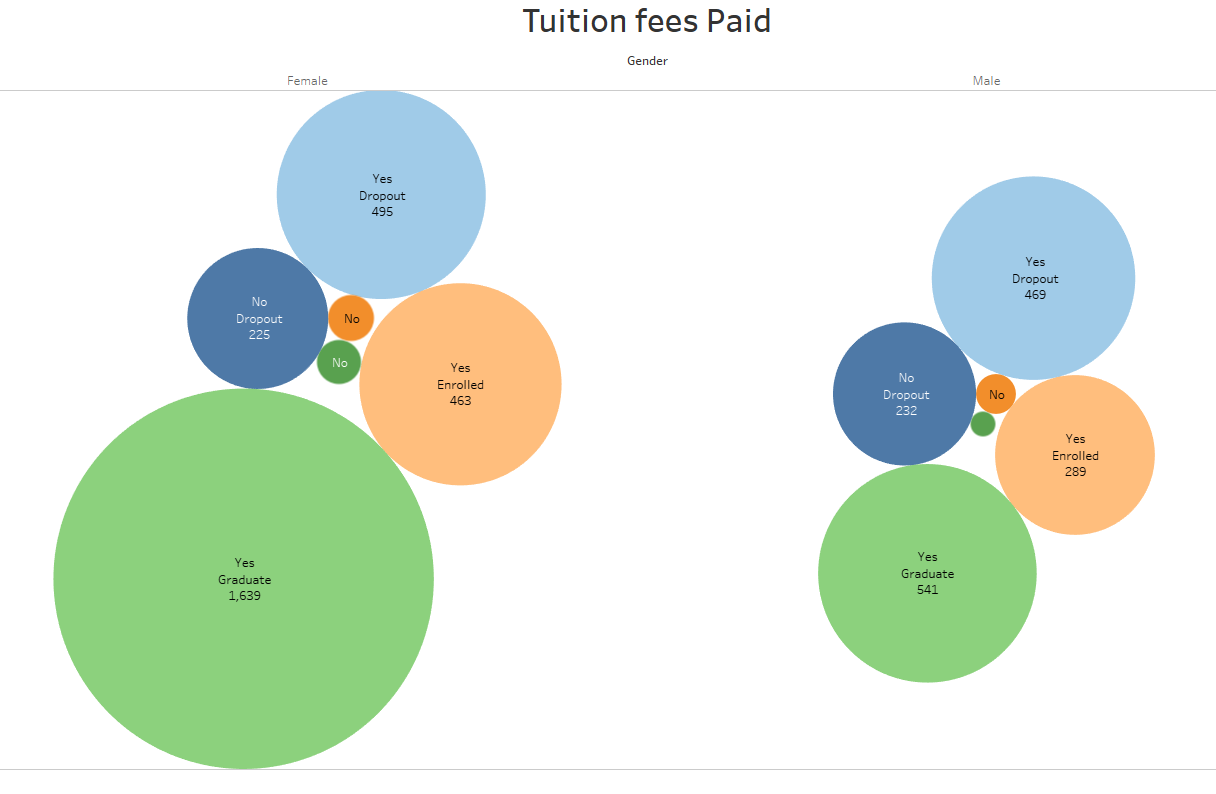 Tuition fees Paid
Gender
Female
Male
Yes
Dropout
495
No
Dropout
225
No
No
Yes
Enrolled
463
Yes
Graduate
1,639
Yes
Dropout
469
No
Dropout
232
No
Yes
Enrolled
289
Yes
Graduate
541